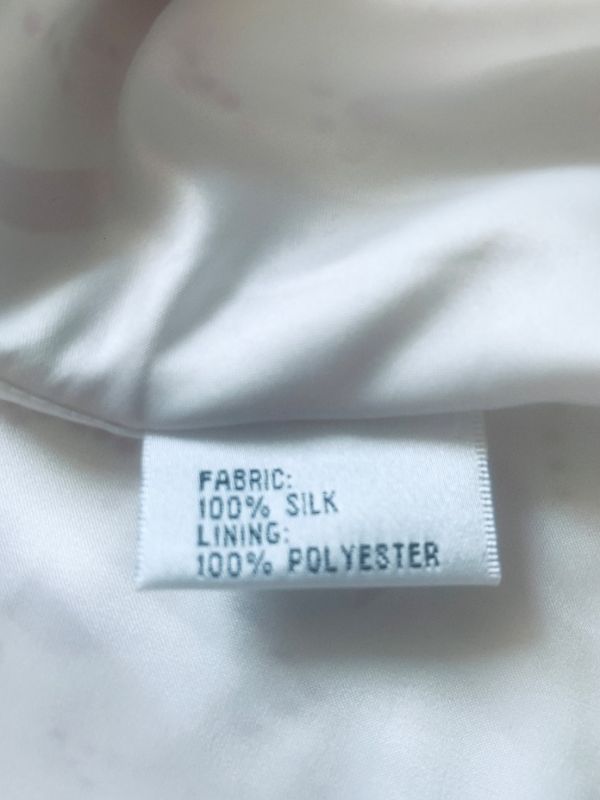 FABRIC:
100% SILK
LINING:
100% POLYESTER